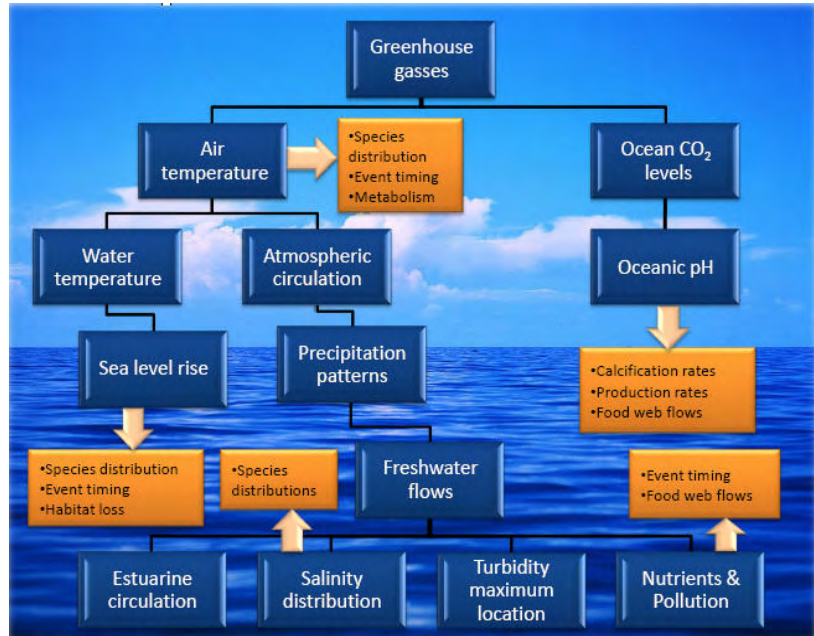 Greenhouse
gasses
Air
temperature
•Species
distribution
•Event timing
•Metabolism
Ocean CO₂
levels
Water
temperature
Atmospheric
circulation
Oceanic pH
Sea level rise
Precipitation
patterns
•Calcification rates
•Production rates
•Food web flows
•Species distribution
•Event timing
•Habitat loss
•Species
distributions
Freshwater
flows
•Event timing
•Food web flows
Estuarine
circulation
Salinity
distribution
Turbidity
maximum
location
Nutrients &
Pollution